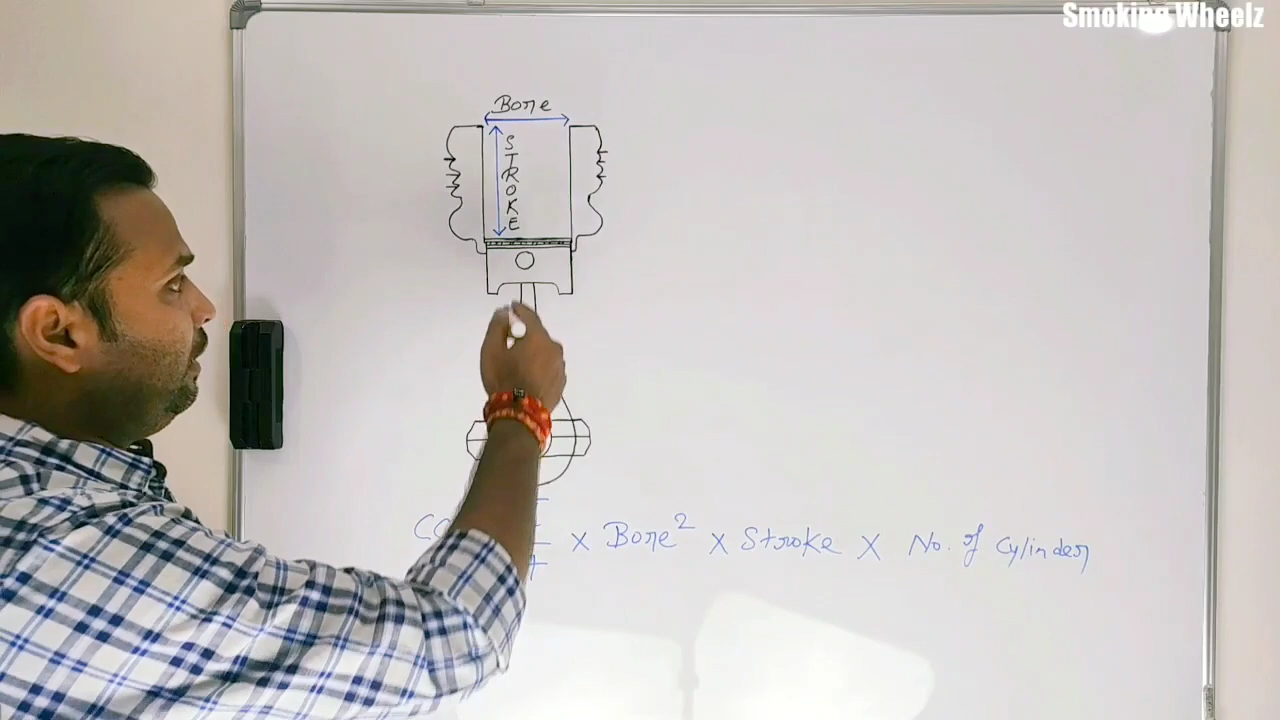 Smoking Wheelz
Bore
STROKE
× Bore² × Stroke × No. of Cylinder